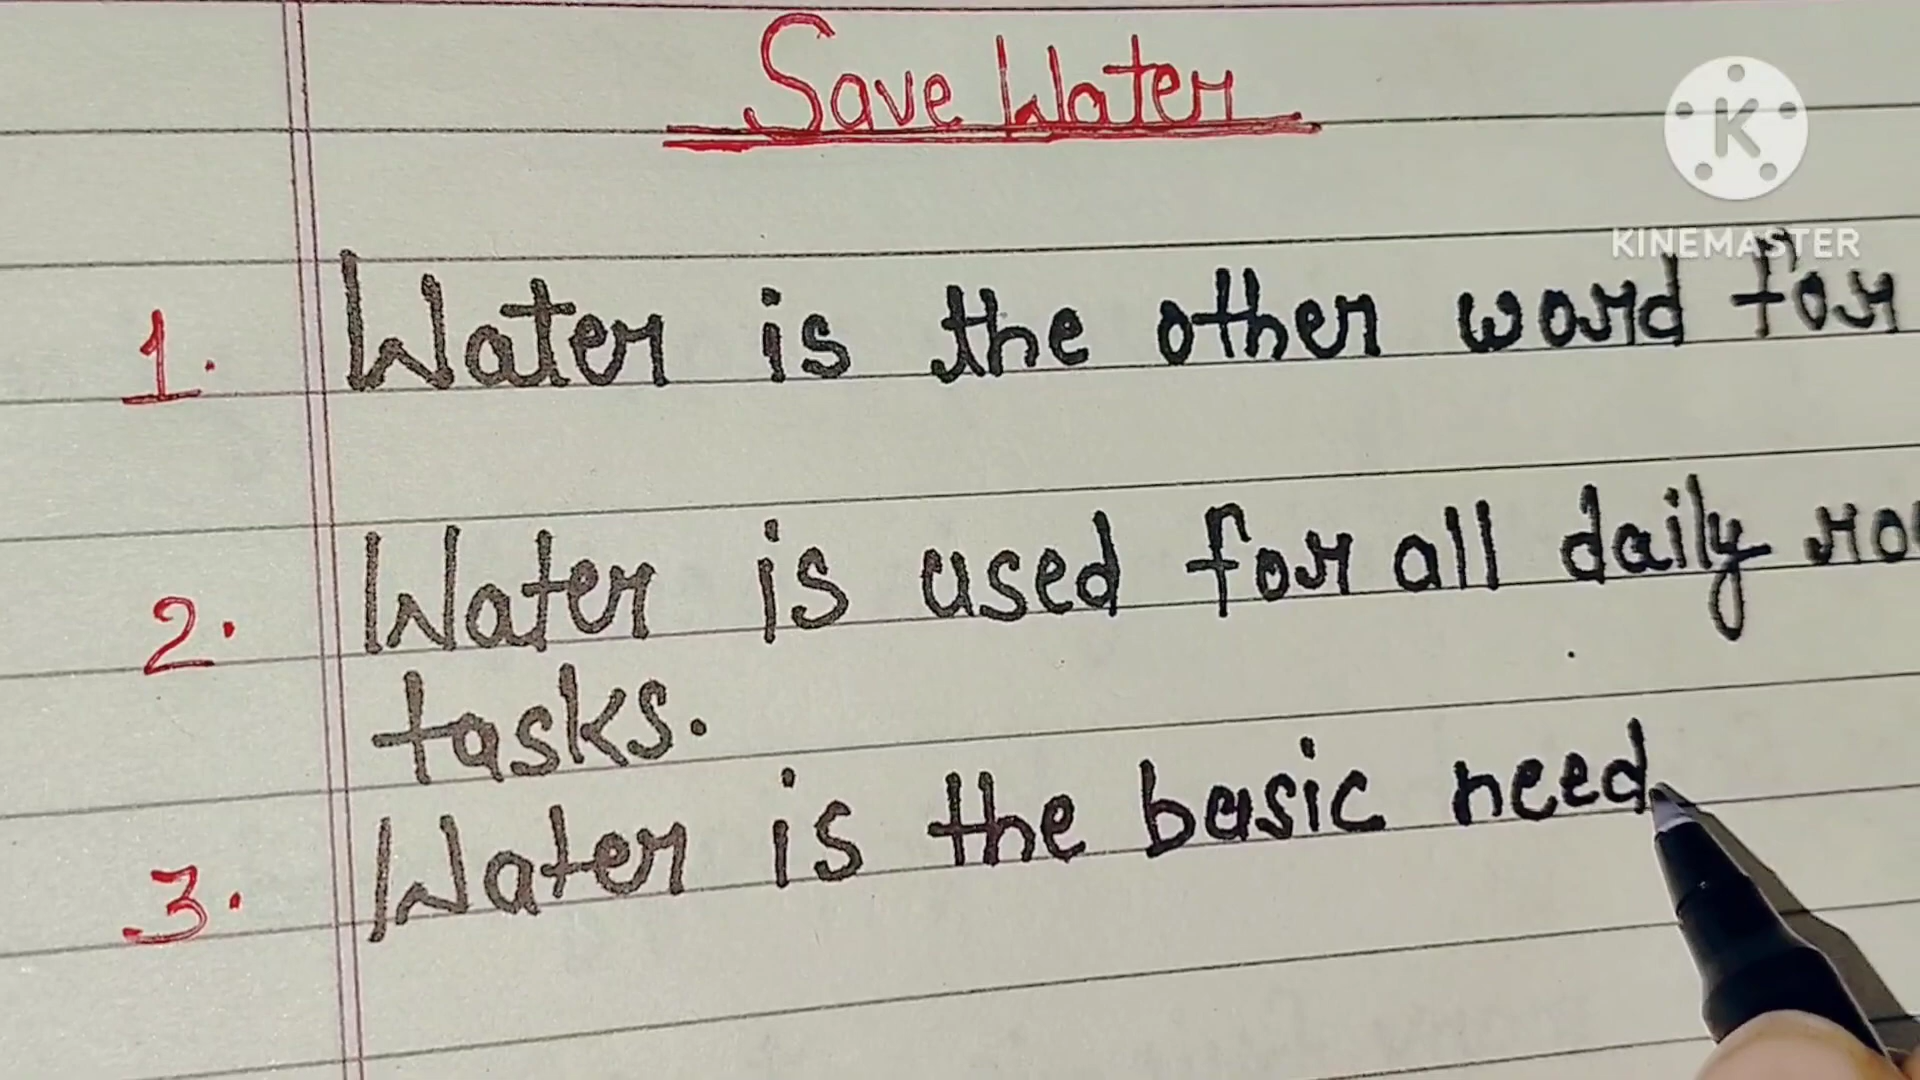 Save Water
K
KINEMASTER
1. Water is the other word for
2. Water is used for all daily
tasks.
3. Water is the basic need